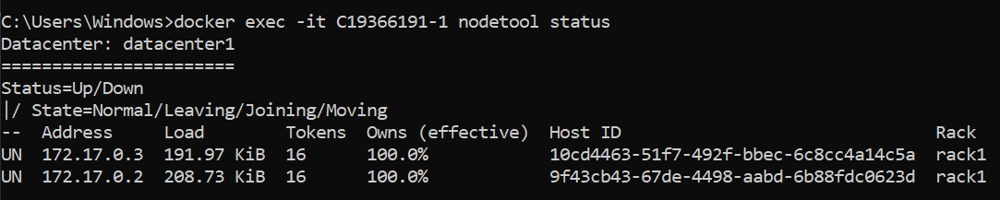 C:\Users\Windows>docker exec -it C19366191-1 nodetool status
Datacenter: datacenter1
=======================
Status=Up/Down
|/ State=Normal/Leaving/Joining/Moving
--  Address     Load        Tokens  Owns (effective)  Host ID                               Rack
UN  172.17.0.3  191.97 KiB  16      100.0%            10cd4463-51f7-492f-bbec-6c8cc4a14c5a  rack1
UN  172.17.0.2  208.73 KiB  16      100.0%            9f43cb43-67de-4498-aabd-6b88fdc0623d  rack1